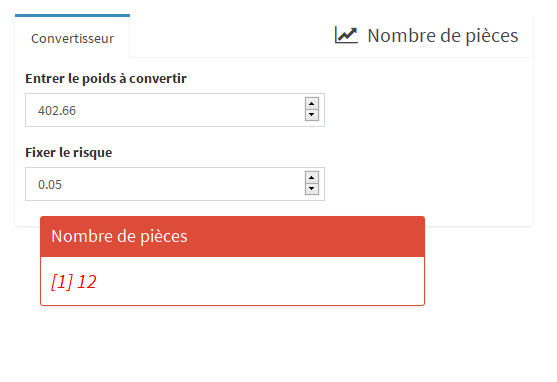 Convertisseur
Nombre de pièces
Entrer le poids à convertir
402.66
Fixer le risque
0.05
Nombre de pièces
[1] 12